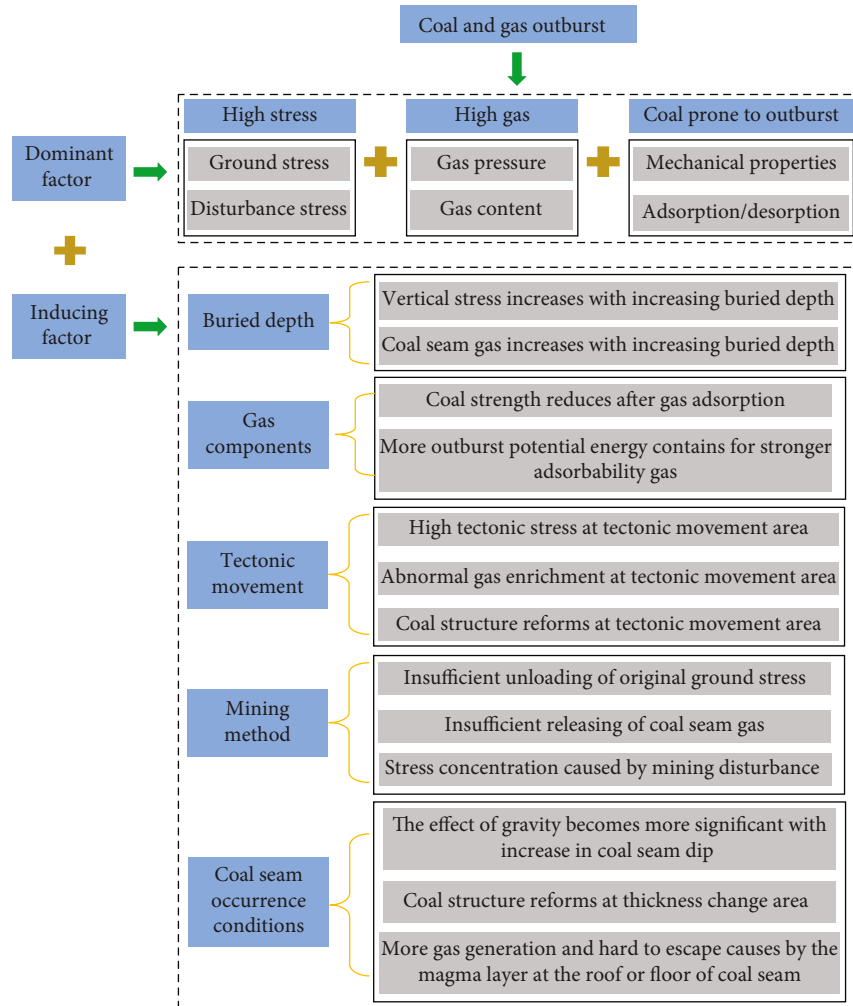 Coal and gas outburst
High stress
High gas
Coal prone to outburst
Dominant
factor
Ground stress
Disturbance stress
Gas pressure
Gas content
Mechanical properties
Adsorption/desorption
Inducing
factor
Buried depth
Vertical stress increases with increasing buried depth
Coal seam gas increases with increasing buried depth
Gas
components
Coal strength reduces after gas adsorption
More outburst potential energy contains for stronger
adsorbability gas
Tectonic
movement
High tectonic stress at tectonic movement area
Abnormal gas enrichment at tectonic movement area
Coal structure reforms at tectonic movement area
Mining
method
Insufficient unloading of original ground stress
Insufficient releasing of coal seam gas
Stress concentration caused by mining disturbance
Coal seam
occurrence
conditions
The effect of gravity becomes more significant with
increase in coal seam dip
Coal structure reforms at thickness change area
More gas generation and hard to escape causes by the
magma layer at the roof or floor of coal seam